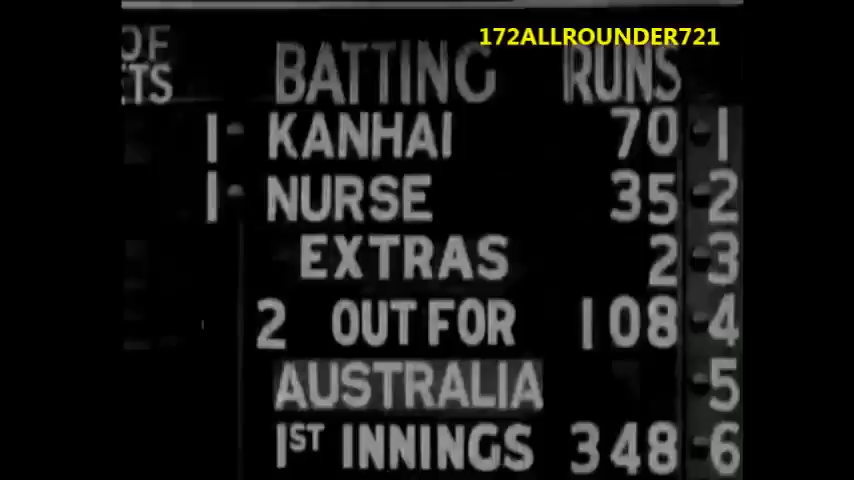 172ALLROUNDER721
OF BATTING RUNS
ETS
1 KANHAI 70 1
1 NURSE 35 2
EXTRAS 2 3
2 OUT FOR 108 4
AUSTRALIA 5
1ST INNINGS 348 6